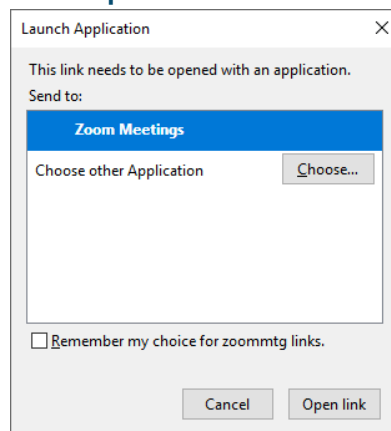 Launch Application
This link needs to be opened with an application.
Send to:
Zoom Meetings
Choose other Application
Choose...
Remember my choice for zoommtg links.
Cancel
Open link